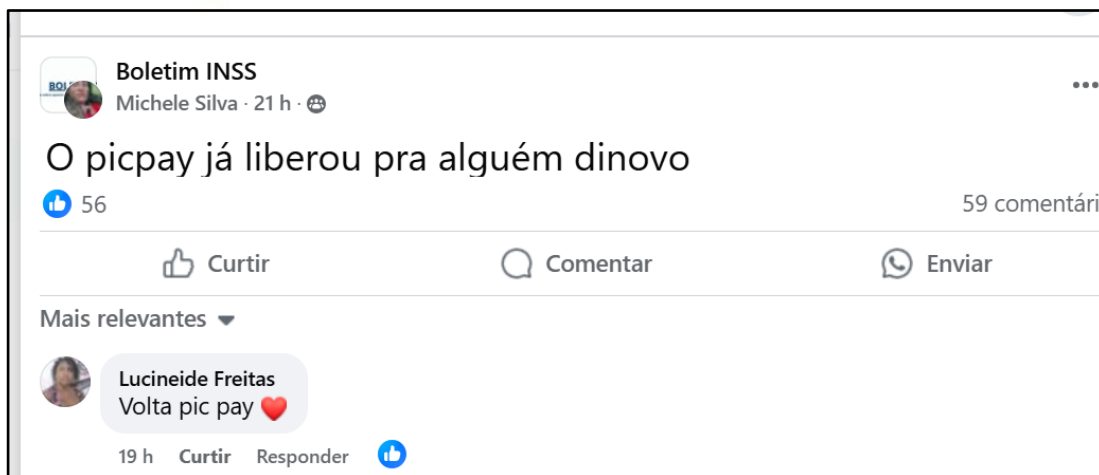 Boletim INSS
Michele Silva · 21 h ·
O picpay já liberou pra alguém dinovo
56
59 comentári
Curtir
Comentar
Enviar
Mais relevantes
Lucineide Freitas
Volta pic pay ❤️
19 h Curtir Responder